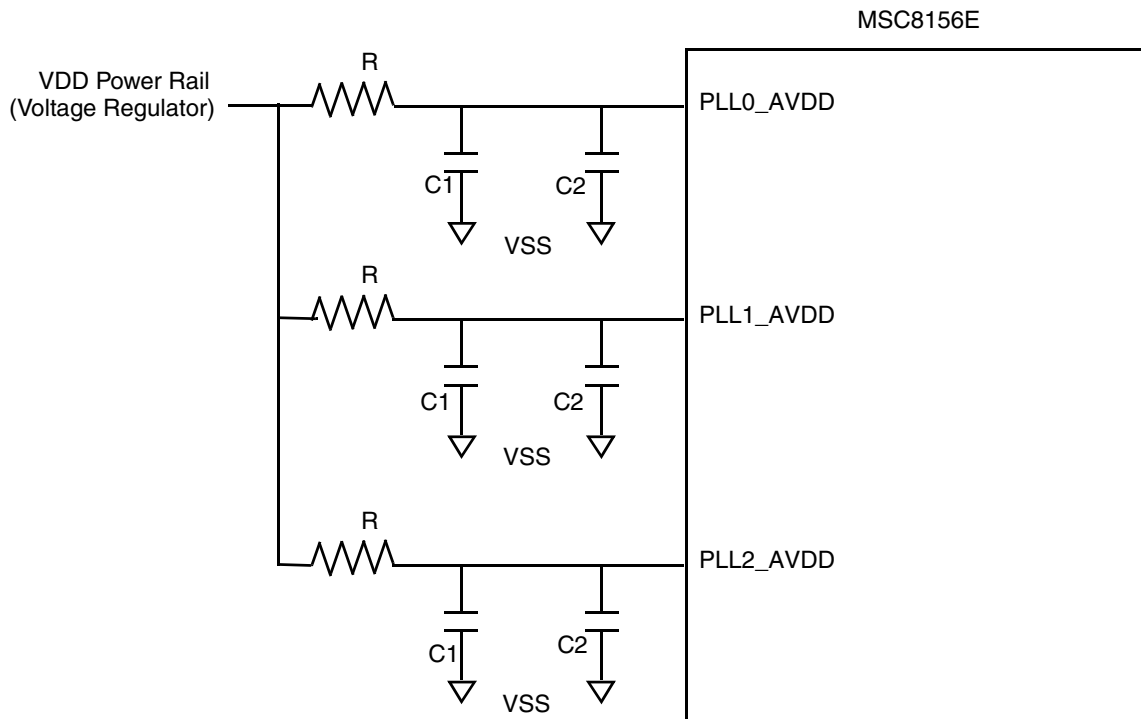 MSC8156E
VDD Power Rail
(Voltage Regulator)
R
PLL0_AVDD
C1
C2
VSS
R
PLL1_AVDD
C1
C2
VSS
R
PLL2_AVDD
C1
C2
VSS